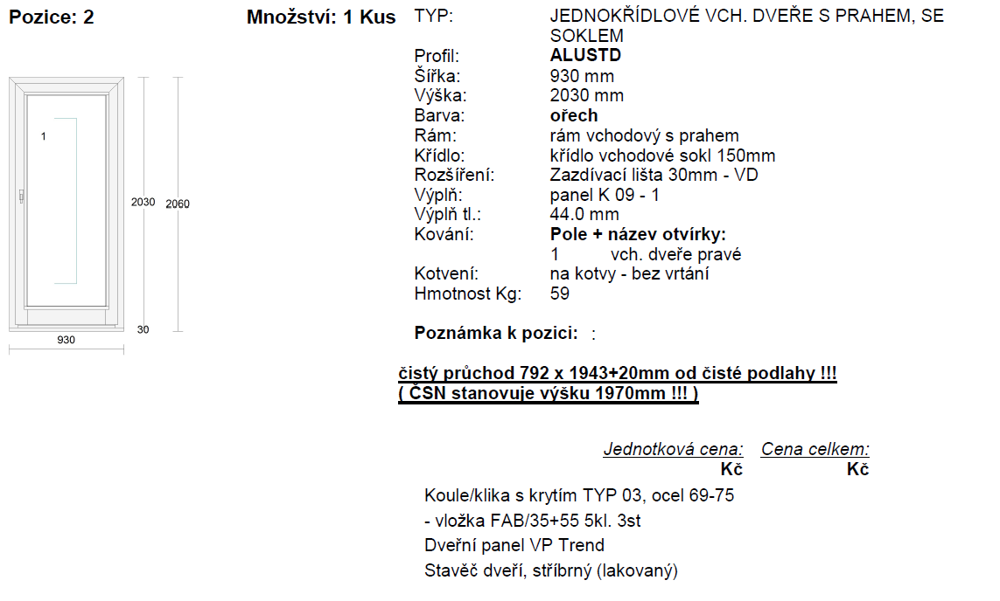 Pozice: 2
Množství: 1 Kus
TYP: JEDNOKŘÍDLOVÉ VCH. DVEŘE S PRAHEM, SE
SOKLEM
Profil: ALUSTD
Šířka: 930 mm
Výška: 2030 mm
Barva: ořech
Rám: rám vchodový s prahem
Křídlo: křídlo vchodové sokl 150mm
Rozšíření: Zazdívací lišta 30mm - VD
Výplň: panel K 09 - 1
Výplň tl.: 44.0 mm
Kování: Pole + název otvírky:
1 vch. dveře pravé
Kotvení: na kotvy - bez vrtání
Hmotnost Kg: 59
Poznámka k pozici: :
1
2030 2060
30
930
čistý průchod 792 x 1943+20mm od čisté podlahy !!!
( ČSN stanovuje výšku 1970mm !!! )
Jednotková cena: Cena celkem:
Kč Kč
Koule/klika s krytím TYP 03, ocel 69-75
- vložka FAB/35+55 5kl. 3st
Dveřní panel VP Trend
Stavěč dveří, stříbrný (lakovaný)